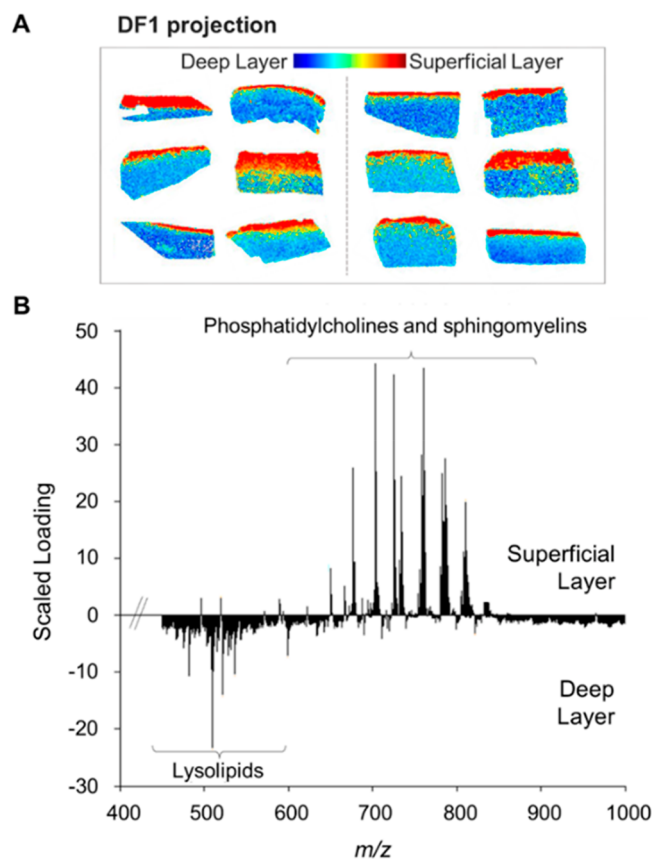 A
DF1 projection
Deep Layer
Superficial Layer
B
Phosphatidylcholines and sphingomyelins
50
40
30
20
10
0
-10
-20
-30
Scaled Loading
Superficial
Layer
Deep
Layer
Lysolipids
400
500
600
700
800
900
1000
m/z